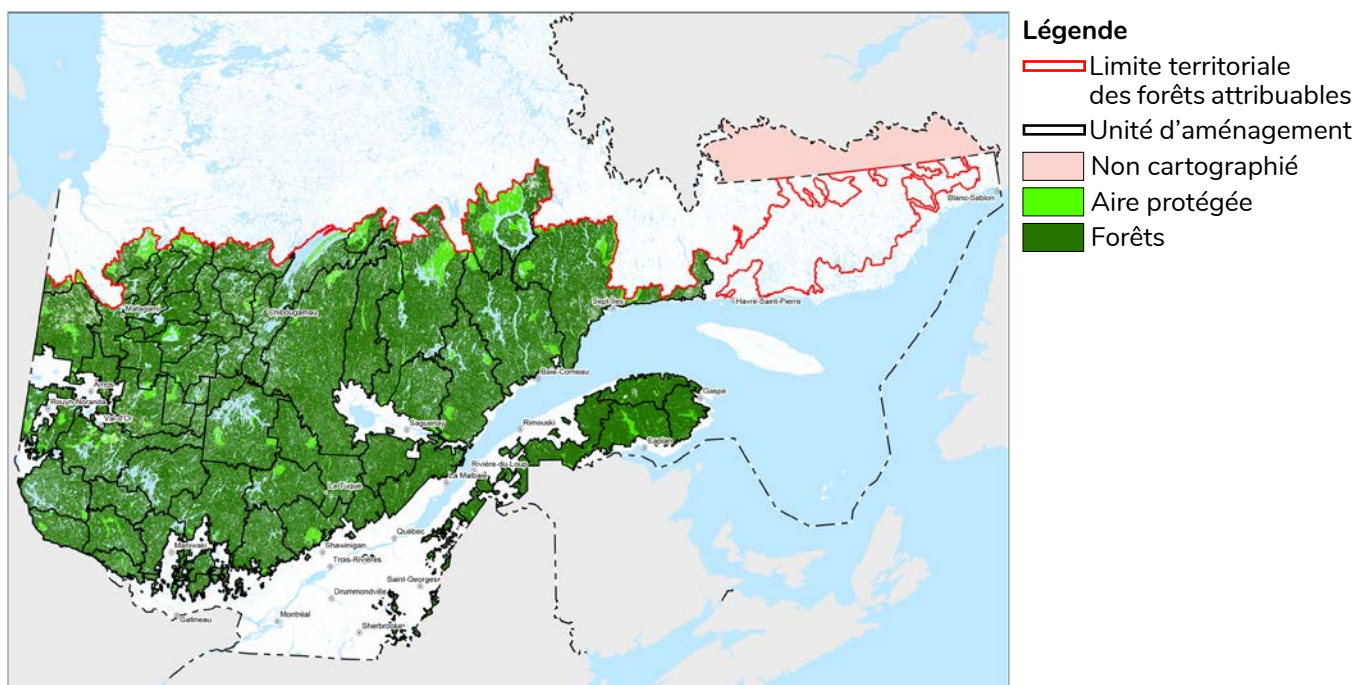 Légende
Limite territoriale
des forêts attribuables
Unité d'aménagement
Non cartographié
Aire protégée
Forêts
Blanc-Sablon
Havre-Saint-Pierre
Sept-Iles
Matagami
Chibougamau
Baie-Comeau
Amos
Rouyn-Noranda
Val-d'Or
Gaspé
Saguenay
Rimouski
Caplan
Rivière-du-Loup
La Malbaie
La Tuque
Québec
Maniwaki
Shawinigan
Trois-Rivières
Saint-Georges
Drummondville
Gatineau
Montréal
Sherbrooke